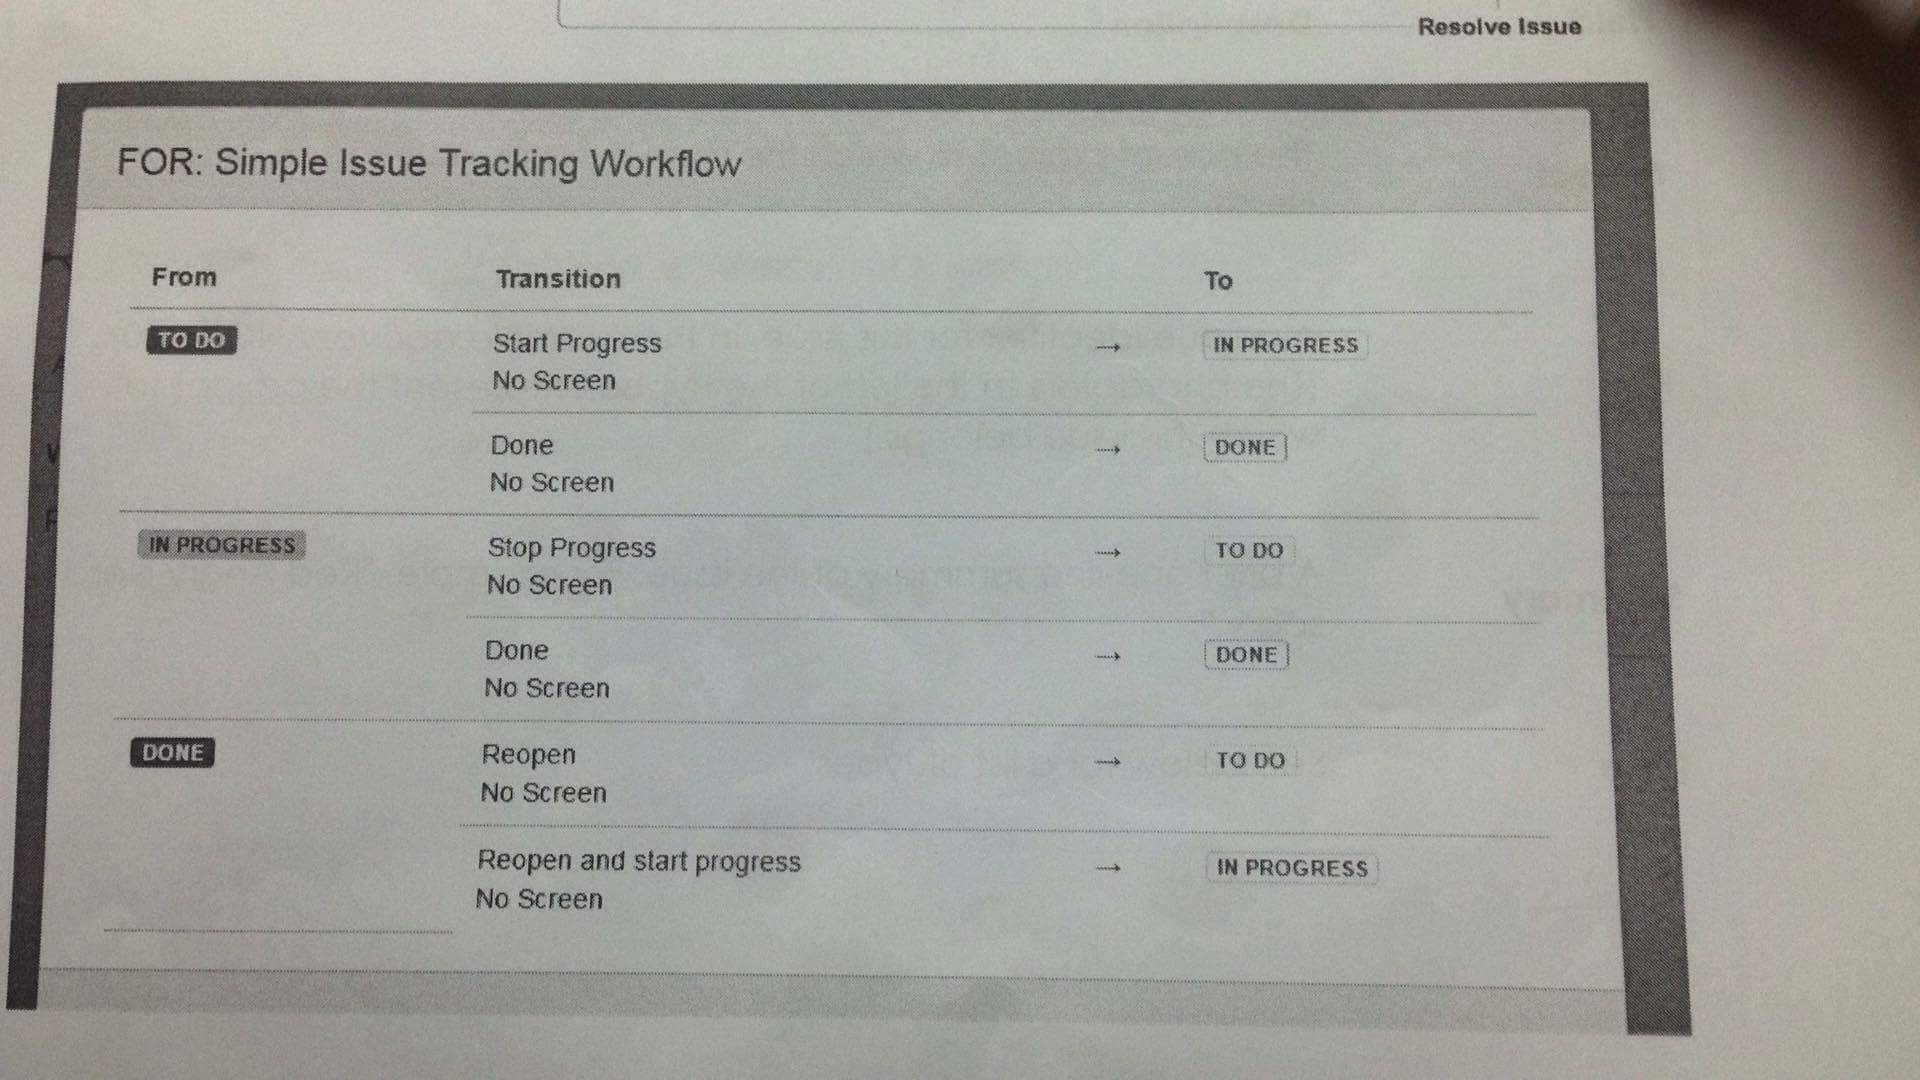 Resolve Issue
FOR: Simple Issue Tracking Workflow
From Transition To
TO DO Start Progress → IN PROGRESS
No Screen
Done → DONE
No Screen
IN PROGRESS Stop Progress → TO DO
No Screen
Done → DONE
No Screen
DONE Reopen → TO DO
No Screen
Reopen and start progress → IN PROGRESS
No Screen